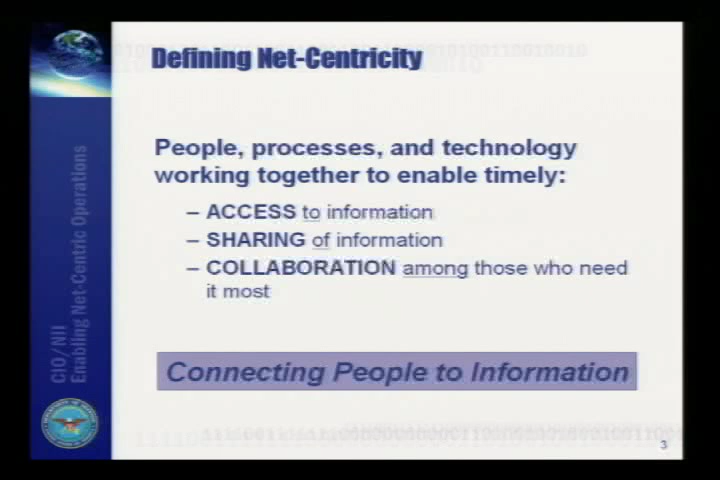 Defining Net-Centricity
People, processes, and technology
working together to enable timely:
– ACCESS to information
– SHARING of information
– COLLABORATION among those who need
it most
Connecting People to Information
CIO/NII
Enabling Net-Centric Operations
3